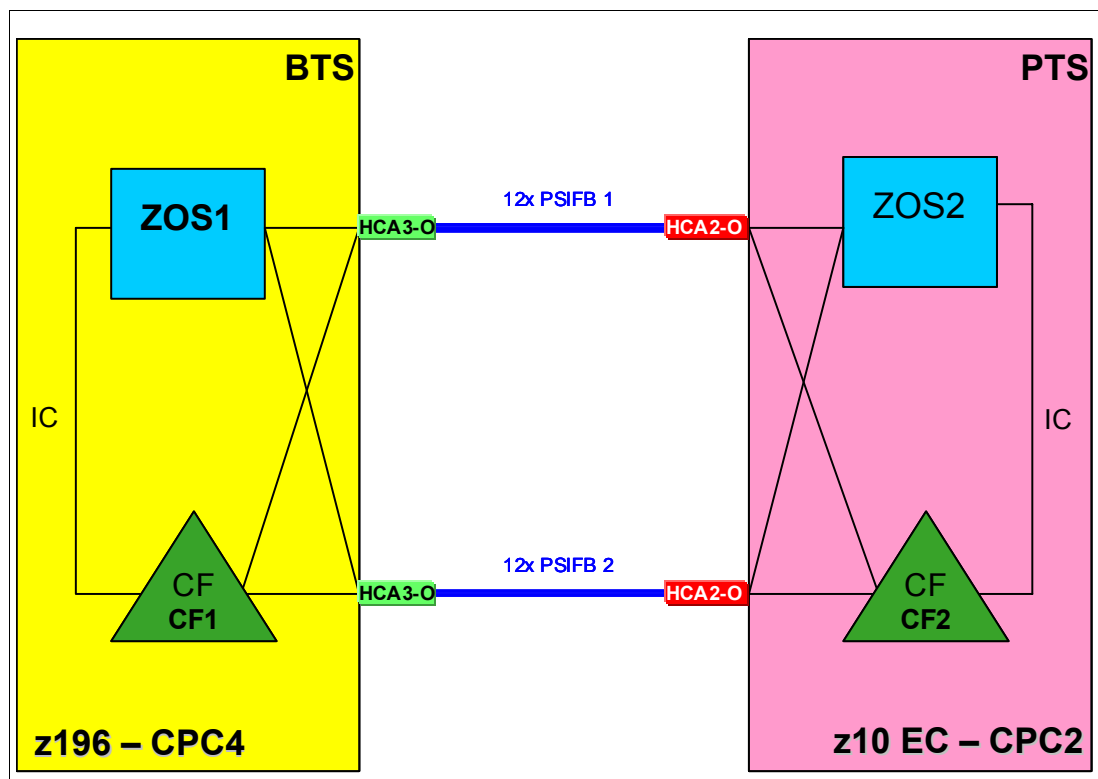 BTS
PTS
ZOS1
12x PSIFB 1
ZOS2
HCA3-O
HCA2-O
IC
IC
12x PSIFB 2
CF
CF1
HCA3-O
HCA2-O
CF
CF2
z196 – CPC4
z10 EC – CPC2